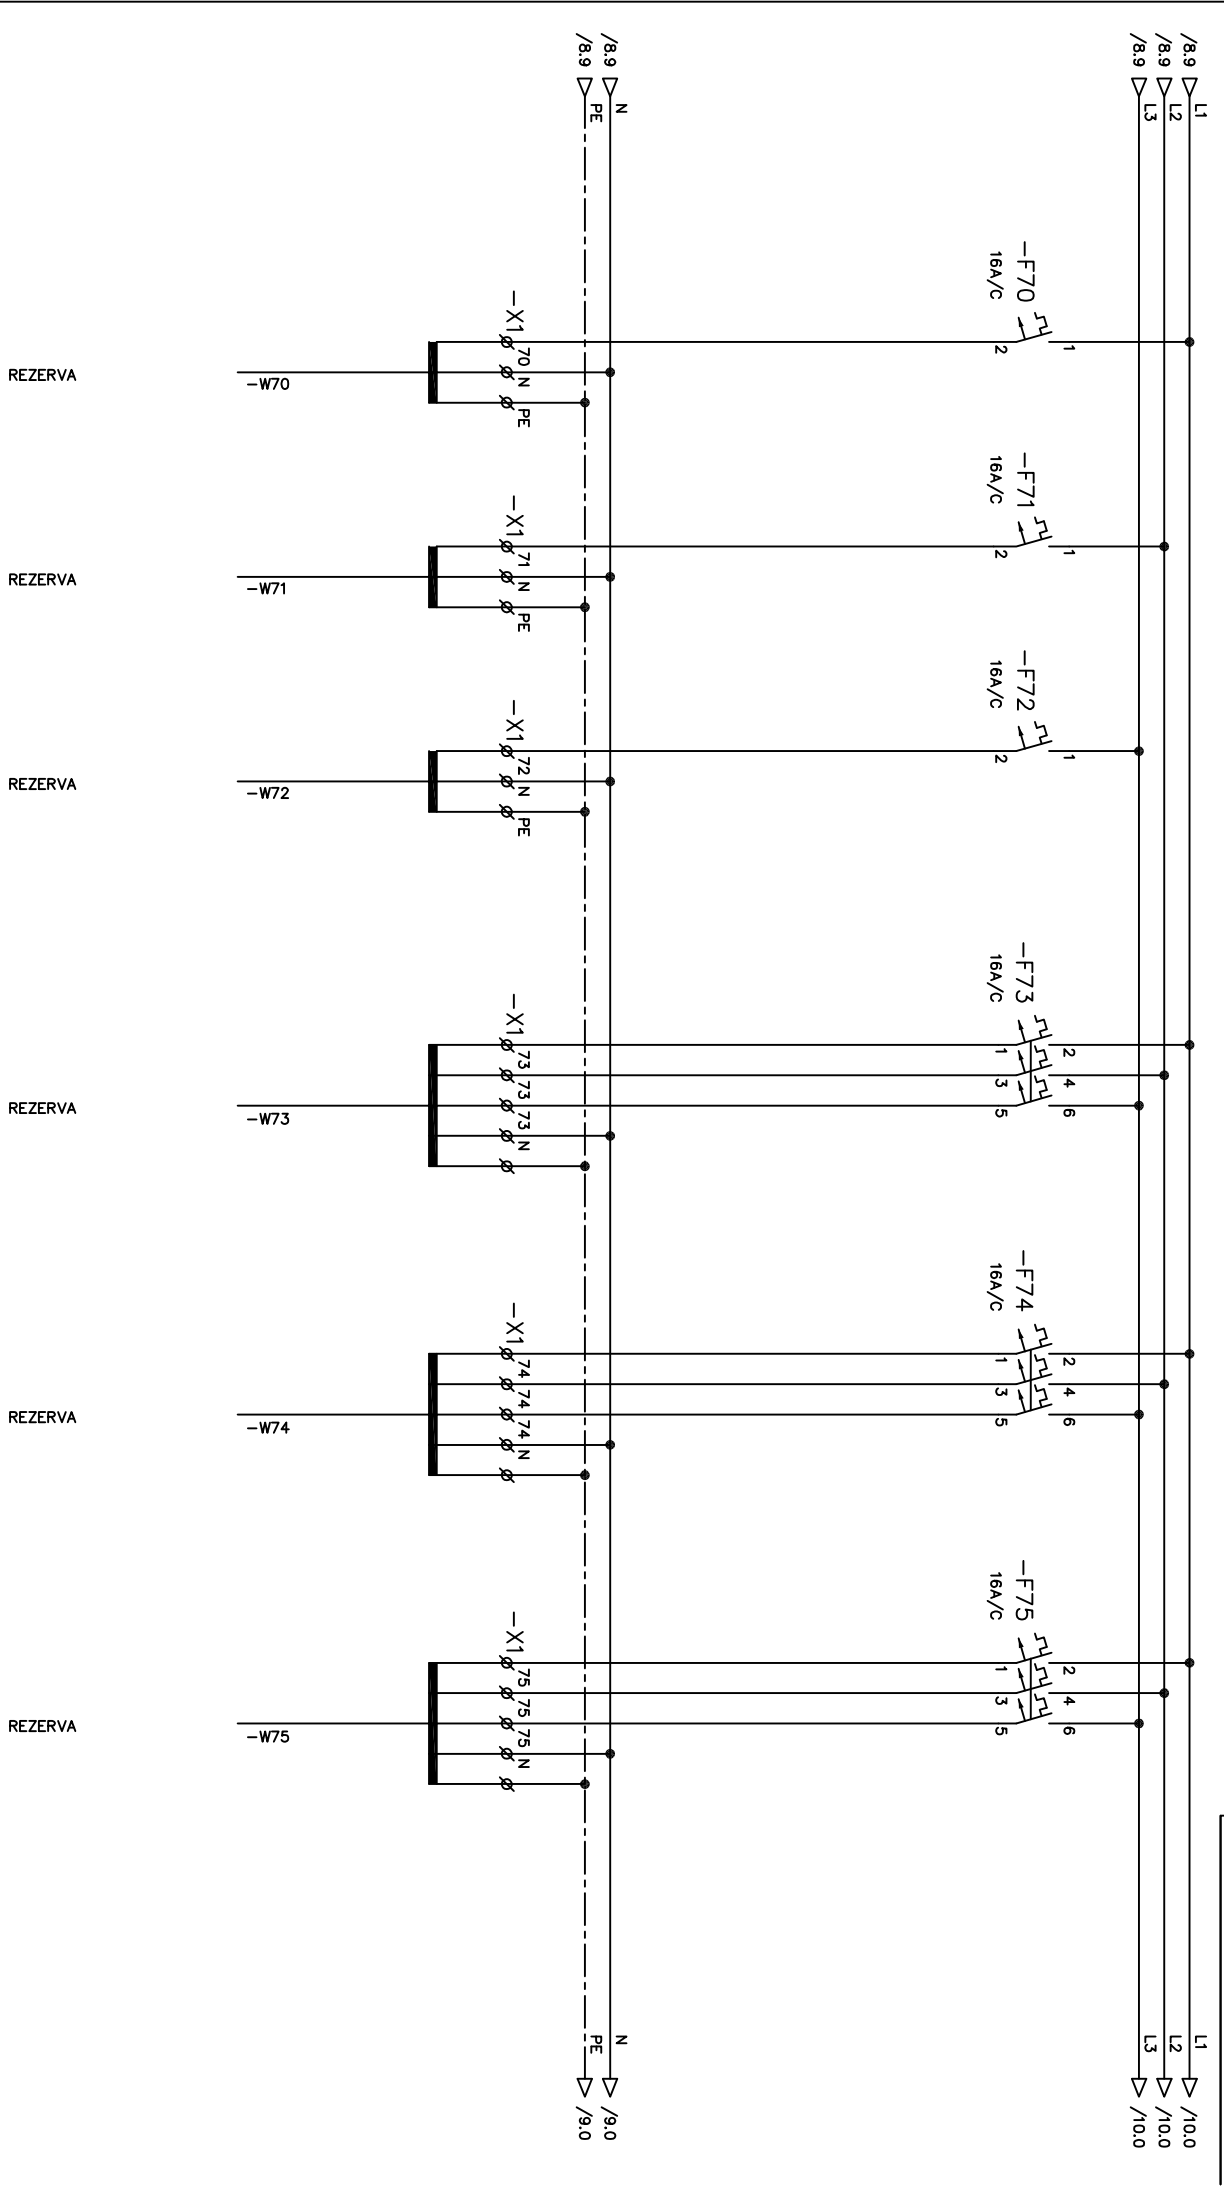 /8.9 L1
/8.9 L2
/8.9 L3
/8.9 N
/8.9 PE
-F70
16A/C
1
2
-X1 70 N PE
-W70
REZERVA
-F71
16A/C
1
2
-X1 71 N PE
-W71
REZERVA
-F72
16A/C
1
2
-X1 72 N PE
-W72
REZERVA
-F73
16A/C
2 4 6
1 3 5
-X1 73 73 73 N
-W73
REZERVA
-F74
16A/C
2 4 6
1 3 5
-X1 74 74 74 N
-W74
REZERVA
-F75
16A/C
2 4 6
1 3 5
-X1 75 75 75 N
-W75
REZERVA
L1 /10.0
L2 /10.0
L3 /10.0
N /9.0
PE /9.0